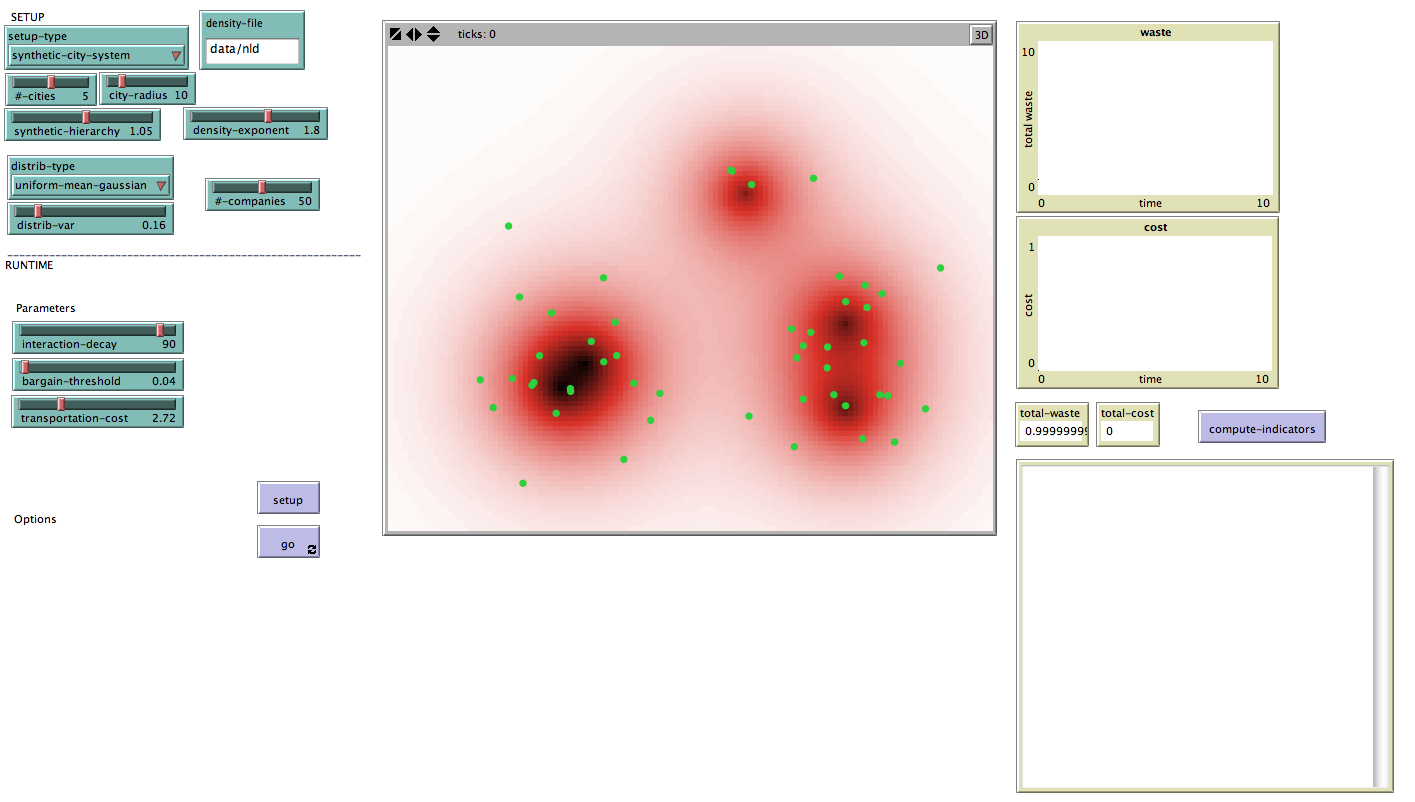 SETUP
setup-type
synthetic-city-system
density-file
data/nld
#-cities 5
city-radius 10
synthetic-hierarchy 1.05
density-exponent 1.8
distrib-type
uniform-mean-gaussian
distrib-var 0.16
#-companies 50
RUNTIME
Parameters
interaction-decay 90
bargain-threshold 0.04
transportation-cost 2.72
setup
Options
go
ticks: 0
3D
waste
10
total waste
0
0 time 10
cost
1
cost
0
0 time 10
total-waste
0.99999999
total-cost
0
compute-indicators